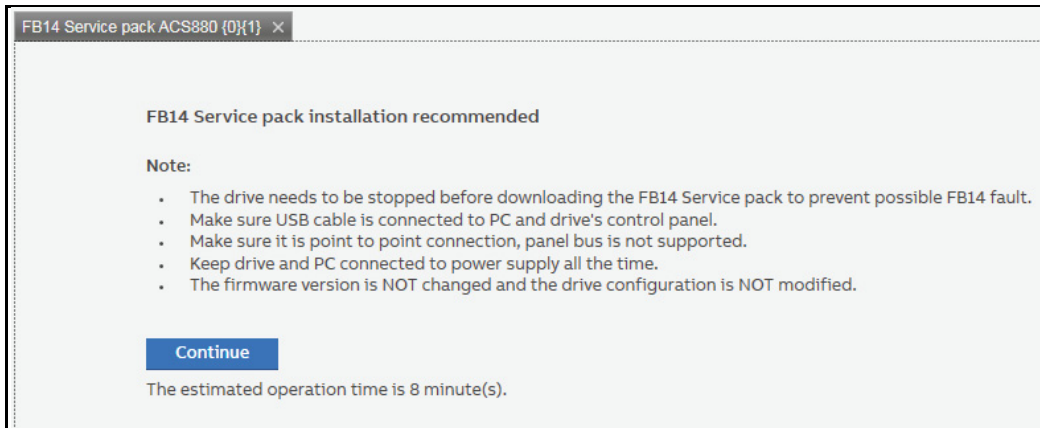 FB14 Service pack ACS880 {0}{1} ×
FB14 Service pack installation recommended
Note:
• The drive needs to be stopped before downloading the FB14 Service pack to prevent possible FB14 fault.
• Make sure USB cable is connected to PC and drive's control panel.
• Make sure it is point to point connection, panel bus is not supported.
• Keep drive and PC connected to power supply all the time.
• The firmware version is NOT changed and the drive configuration is NOT modified.
Continue
The estimated operation time is 8 minute(s).